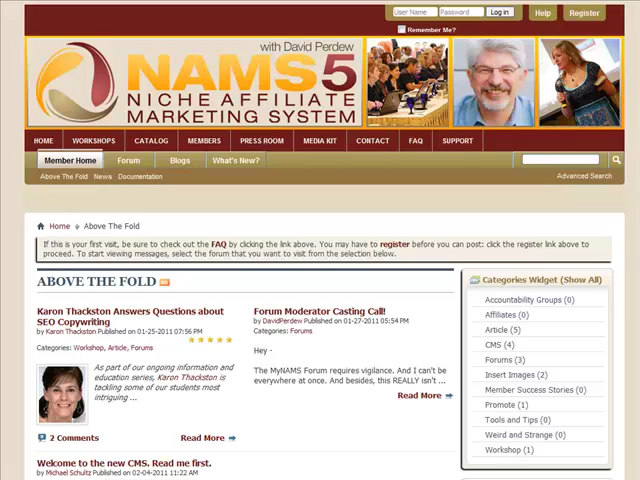 User Name Password Log in Help Register
Remember Me?
with David Perdew
NAMS5
NICHE AFFILIATE
MARKETING SYSTEM
HOME WORKSHOPS CATALOG MEMBERS PRESS ROOM MEDIA KIT CONTACT FAQ SUPPORT
Member Home Forum Blogs What's New?
Above The Fold News Documentation Advanced Search
Home Above The Fold
If this is your first visit, be sure to check out the FAQ by clicking the link above. You may have to register before you can post: click the register link above to
proceed. To start viewing messages, select the forum that you want to visit from the selection below.
ABOVE THE FOLD
Karon Thackston Answers Questions about
SEO Copywriting
by Karon Thackston Published on 01-25-2011 07:56 PM
Categories: Workshop, Article, Forums
As part of our ongoing information
and education series, Karon Thackston is
tackling some of our students most
intriguing ...
2 Comments Read More
Forum Moderator Casting Call!
by DavidPerdew Published on 01-27-2011 05:54 PM
Categories: Forums
Hey -
The MyNAMS Forum requires vigilance. And I can't be
everywhere at once. And besides, this REALLY isn't ...
Read More
Welcome to the new CMS. Read me first.
by Michael Schultz Published on 02-04-2011 11:22 AM
Categories Widget (Show All)
Accountability Groups (0)
Affiliates (0)
Article (5)
CMS (4)
Forums (3)
Insert Images (2)
Member Success Stories (0)
Promote (1)
Tools and Tips (0)
Weird and Strange (0)
Workshop (1)